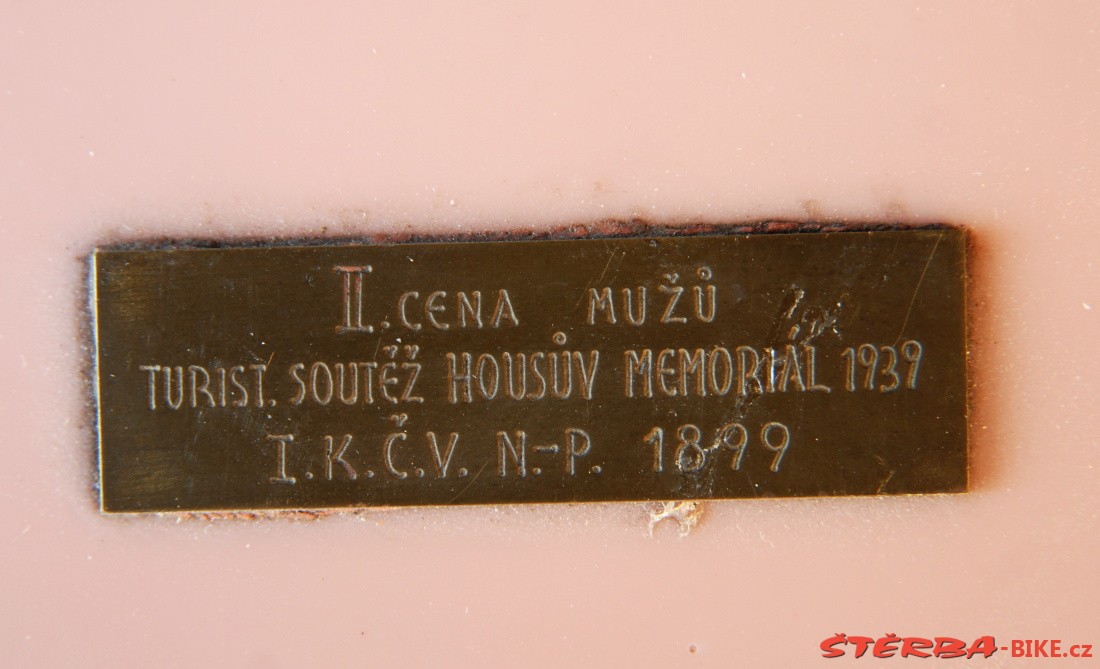 II. CENA MUŽŮ
TURIST. SOUTĚŽ HOUSŮV MEMORIÁL 1939
I.K.Č.V. N.-P. 1899
ŠTĚRBA-BIKE.cz